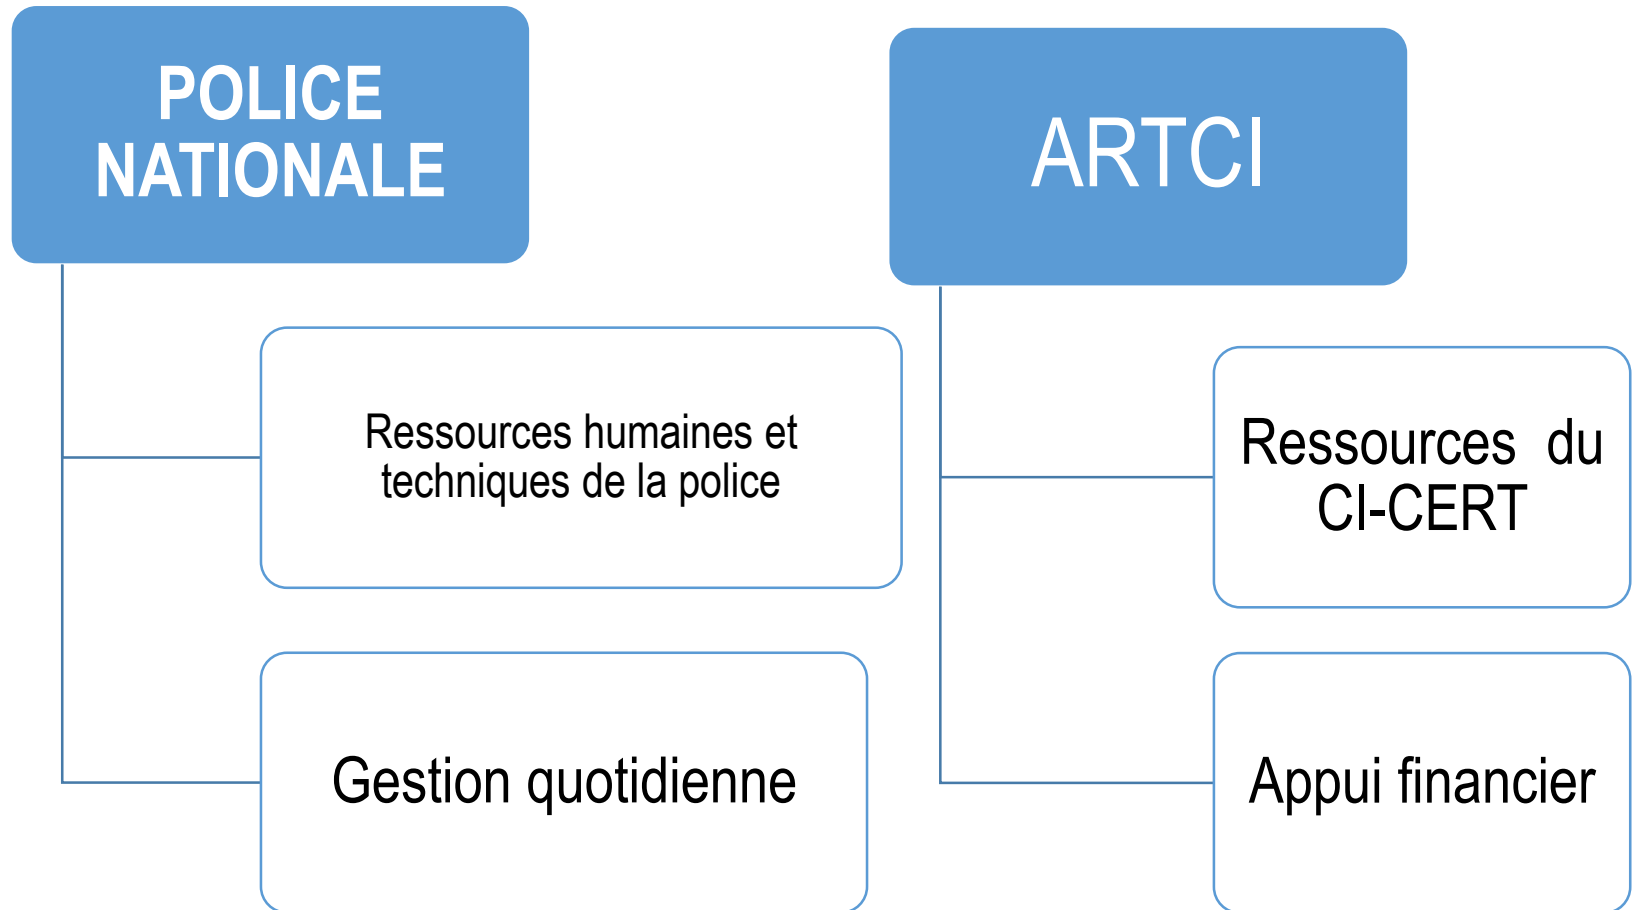 POLICE
NATIONALE
Ressources humaines et
techniques de la police
Gestion quotidienne
ARTCI
Ressources du
CI-CERT
Appui financier